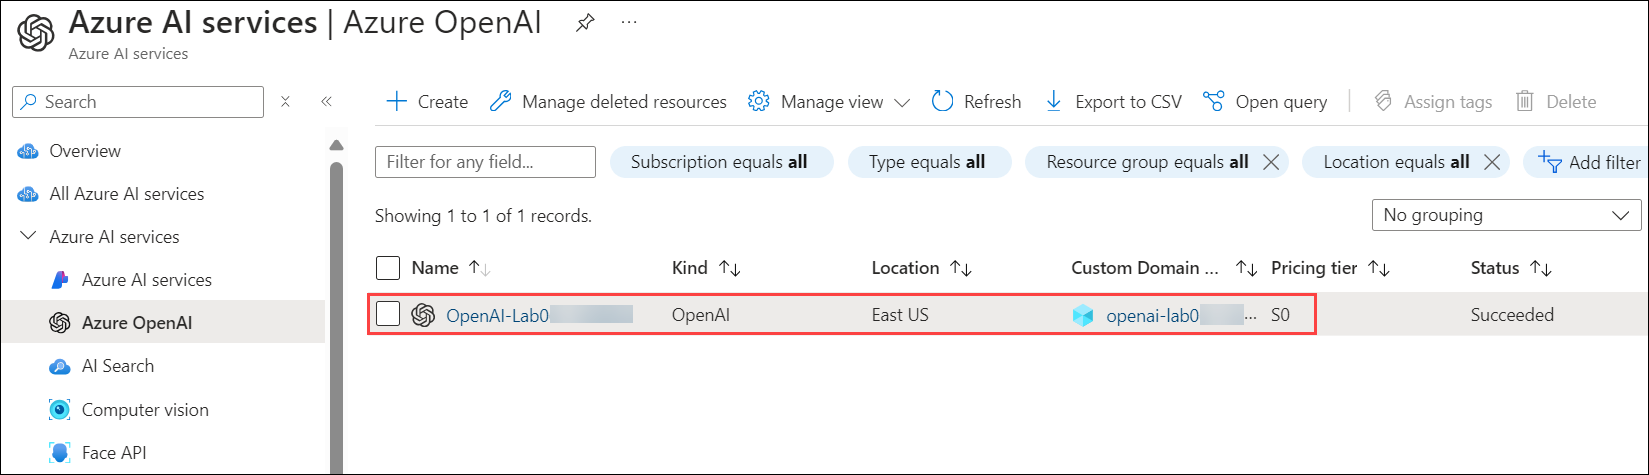 Azure AI services | Azure OpenAI ...
Azure AI services
Search
Create Manage deleted resources Manage view Refresh Export to CSV Open query Assign tags Delete
Overview
All Azure AI services
Azure AI services
Azure AI services
Azure OpenAI
AI Search
Computer vision
Face API
Filter for any field... Subscription equals all Type equals all Resource group equals all Location equals all Add filter
Showing 1 to 1 of 1 records.
No grouping
Name Kind Location Custom Domain ... Pricing tier Status
OpenAI-Lab0 OpenAI East US openai-lab0 ... S0 Succeeded